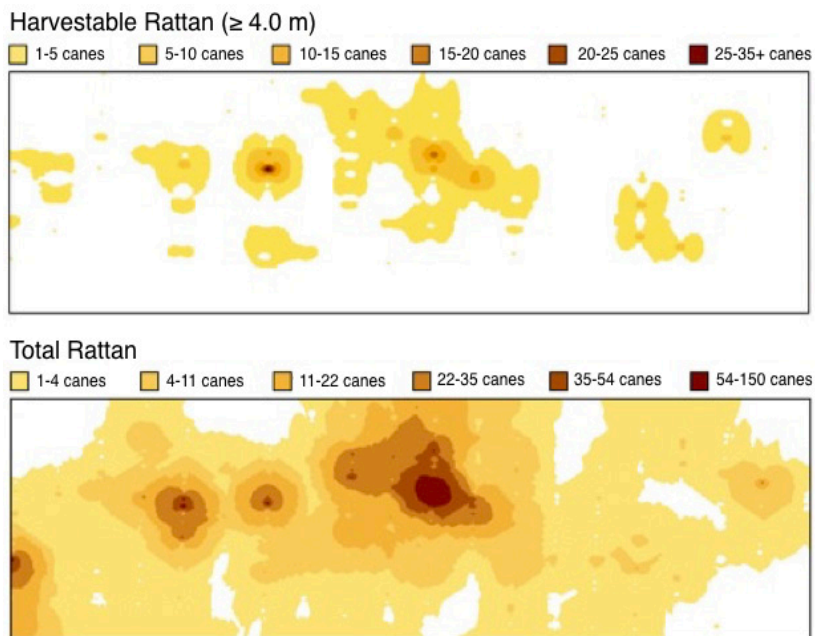 Harvestable Rattan (≥ 4.0 m)
1-5 canes 5-10 canes 10-15 canes 15-20 canes 20-25 canes 25-35+ canes
Total Rattan
1-4 canes 4-11 canes 11-22 canes 22-35 canes 35-54 canes 54-150 canes